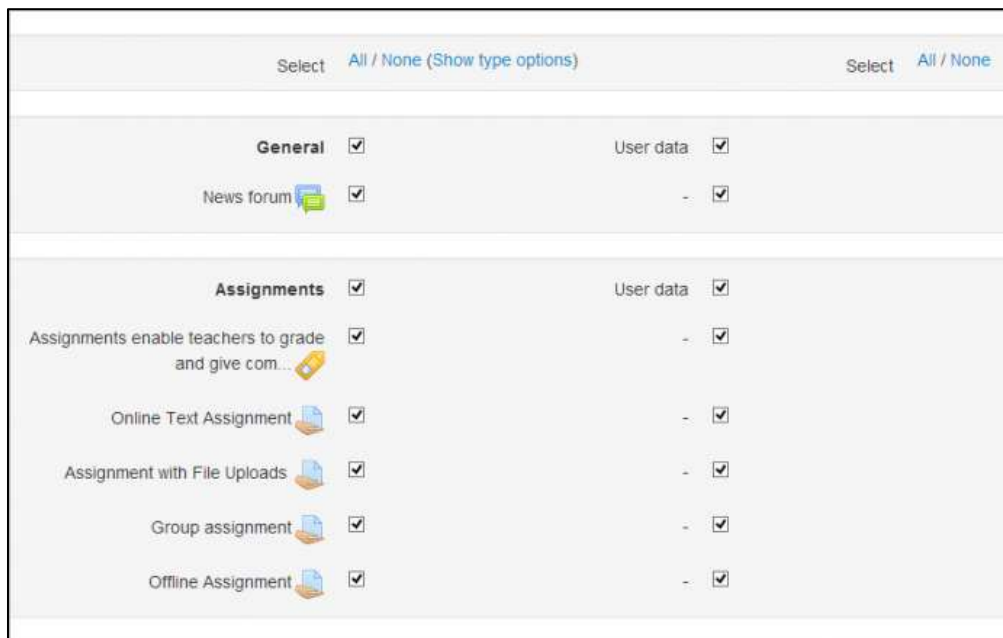 Select All / None (Show type options) Select All / None
General User data
News forum -
Assignments User data
Assignments enable teachers to grade
and give com... -
Online Text Assignment -
Assignment with File Uploads -
Group assignment -
Offline Assignment -